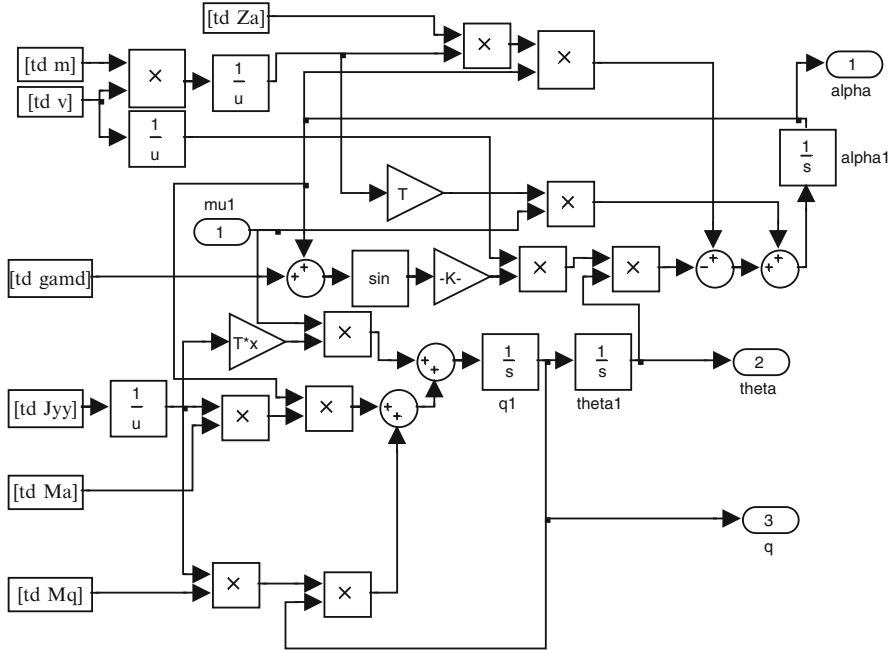 [td Za]
[td m]
×
×
×
1
u
[td v]
1
alpha
1
u
1
s
alpha1
T
×
mu1
1
+
+
[td gamd]
sin
-K-
×
×
-
+
+
+
T*x
×
+
+
1
s
q1
1
s
theta1
2
theta
[td Jyy]
1
u
×
×
+
+
[td Ma]
3
q
[td Mq]
×
×